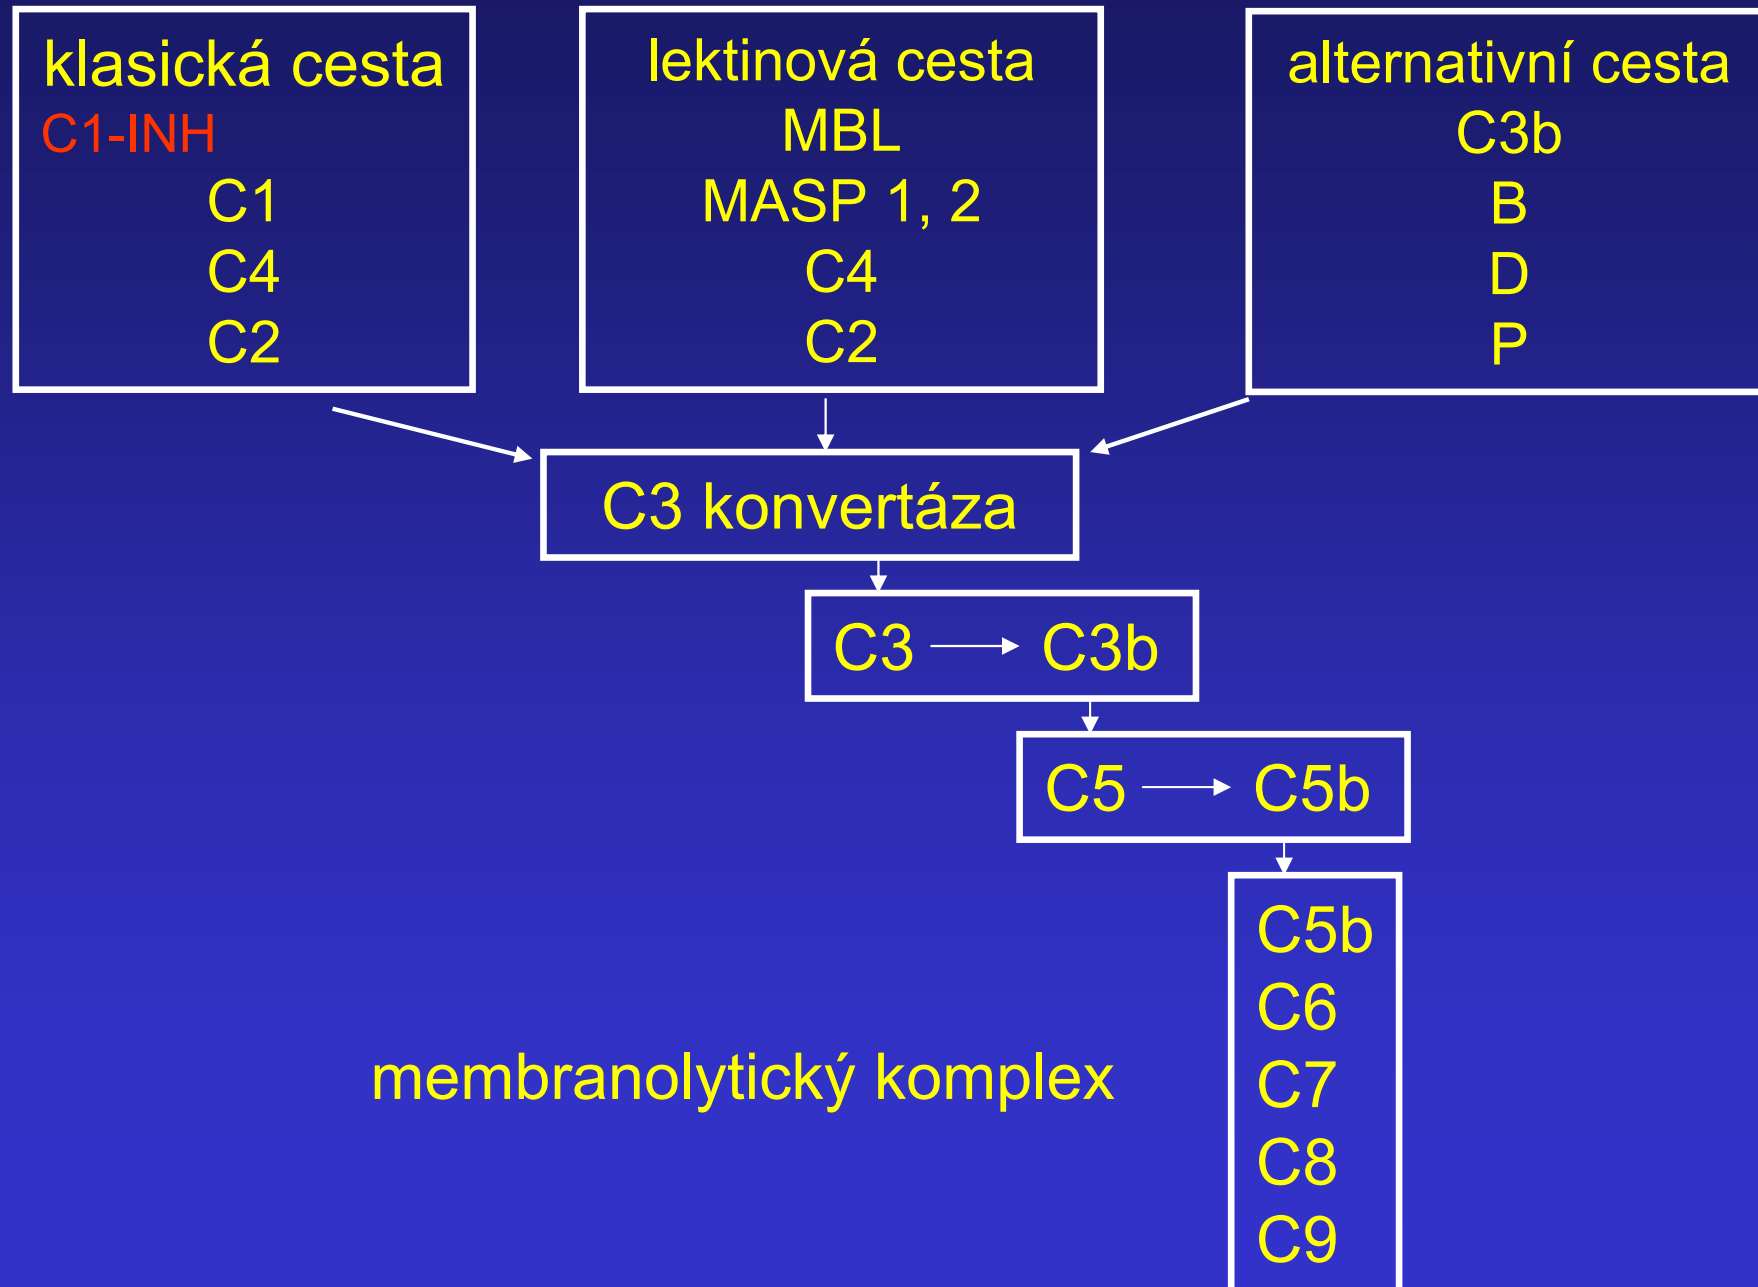 klasická cesta
C1-INH
C1
C4
C2
lektinová cesta
MBL
MASP 1, 2
C4
C2
alternativní cesta
C3b
B
D
P
C3 konvertáza
C3 C3b
C5 C5b
C5b
C6
C7
C8
C9
membranolytický komplex